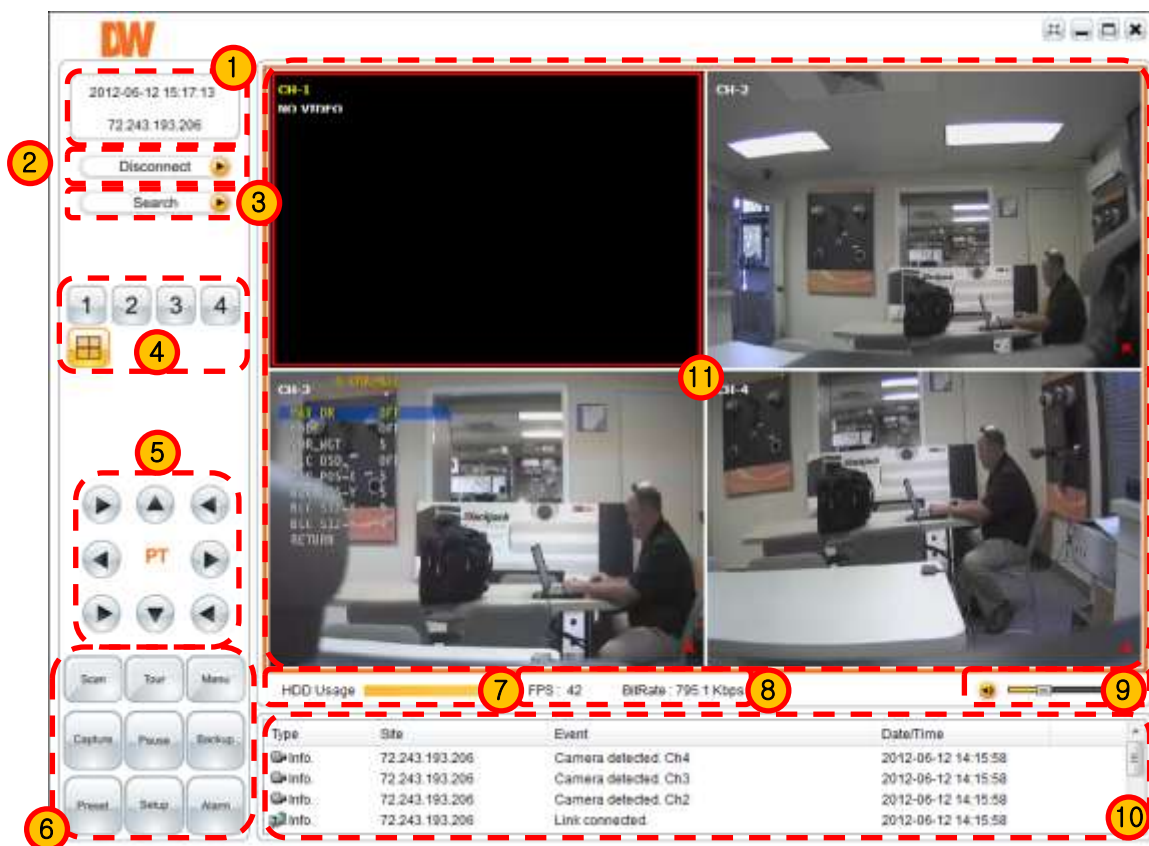 DW
1
2012-06-12 15:17:13
72.243.193.206
2
Disconnect
Search
3
1 2 3 4
4
5
PT
Scan Tour Menu
Capture Pause Backup
Preset Setup Alarm
6
CH-1
NO VIDEO
CH-2
CH-3
OFF
RETURN
Blackjack
CH-4
11
HDD Usage
7
FPS : 42 BitRate : 795.1 Kbps
8
9
Type Site Event Date/Time
Info. 72.243.193.206 Camera detected. Ch4 2012-06-12 14:15:58
Info. 72.243.193.206 Camera detected. Ch3 2012-06-12 14:15:58
Info. 72.243.193.206 Camera detected. Ch2 2012-06-12 14:15:58
Info. 72.243.193.206 Link connected. 2012-06-12 14:15:58
10